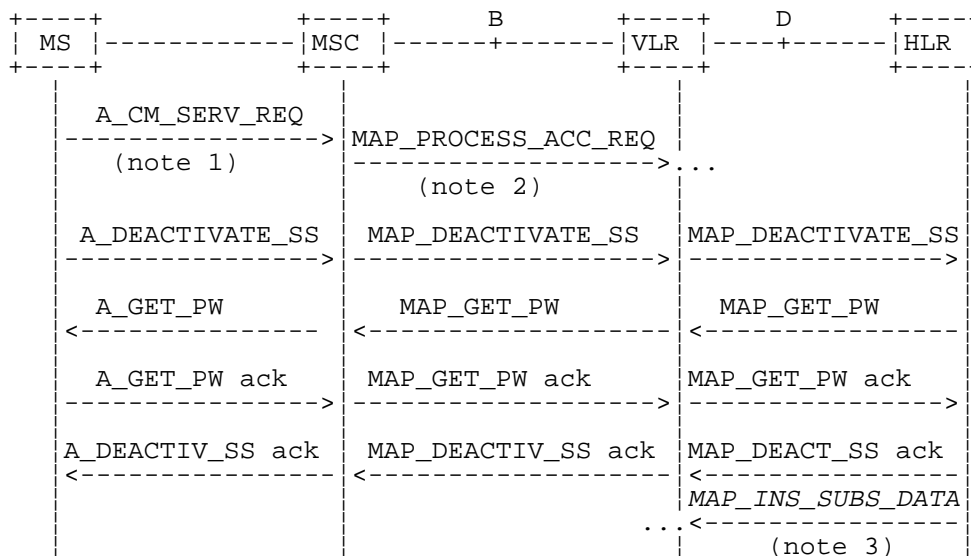 B D
MS MSC VLR HLR
A_CM_SERV_REQ
MAP_PROCESS_ACC_REQ
(note 1) ...
(note 2)
A_DEACTIVATE_SS MAP_DEACTIVATE_SS MAP_DEACTIVATE_SS
A_GET_PW MAP_GET_PW MAP_GET_PW
A_GET_PW ack MAP_GET_PW ack MAP_GET_PW ack
A_DEACTIV_SS ack MAP_DEACTIV_SS ack MAP_DEACT_SS ack
MAP_INS_SUBS_DATA
...
(note 3)